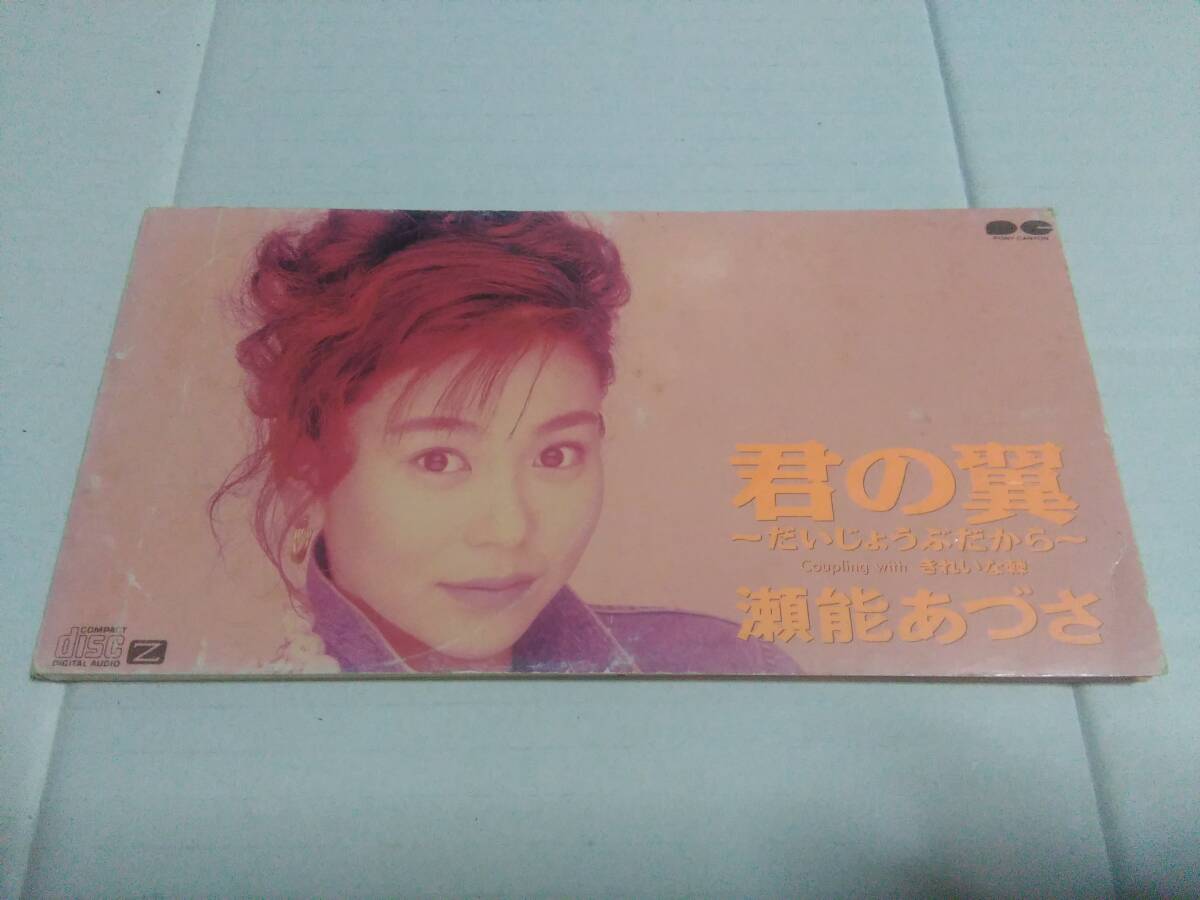 PONY CANYON
君の翼
～だいじょうぶだから～
Coupling with きれいな棘
瀬能あづさ
COMPACT
disc
DIGITAL AUDIO
Z